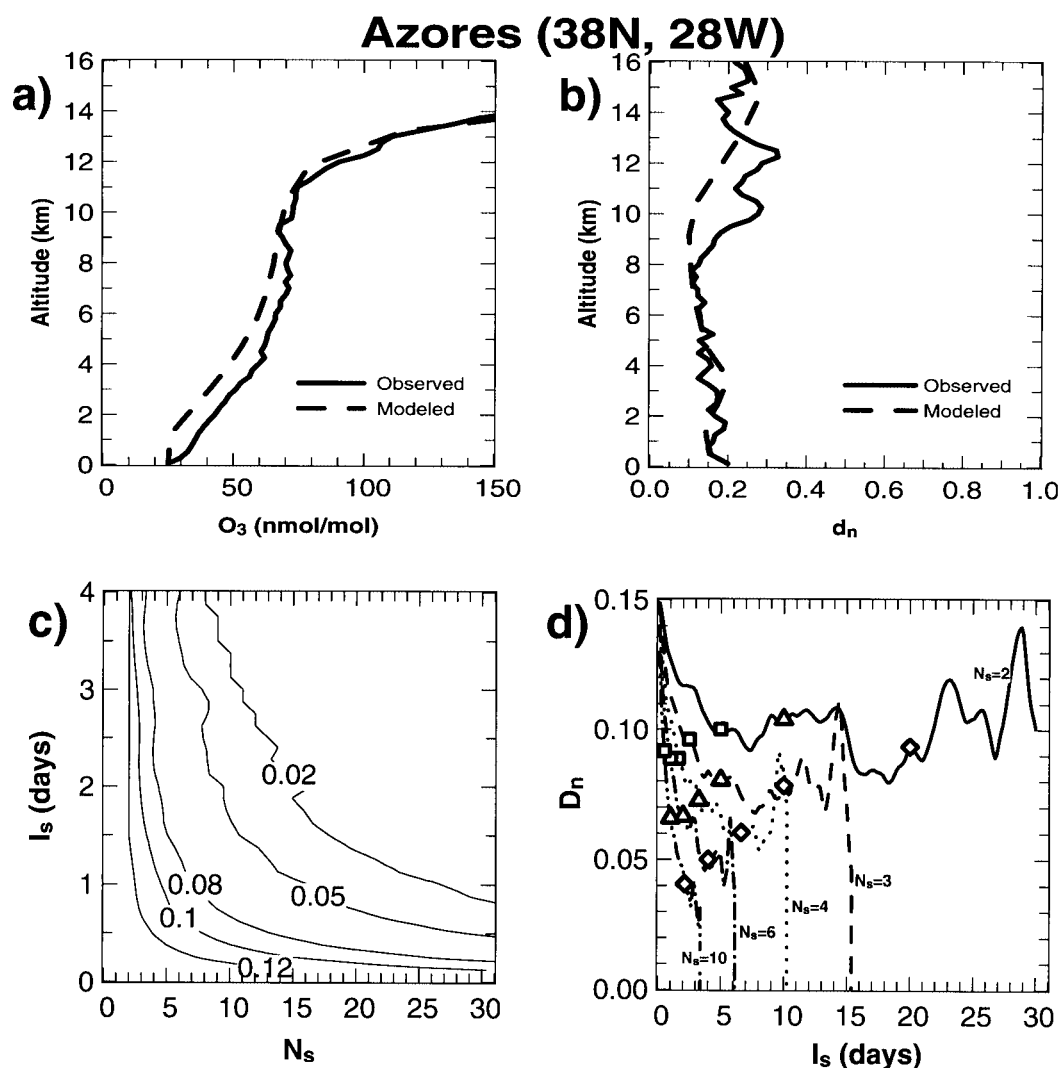 Azores (38N, 28W)
a)
16
14
12
10
8
6
4
2
0
Altitude (km)
Observed
Modeled
0
50
100
150
O3 (nmol/mol)
b)
16
14
12
10
8
6
4
2
0
Altitude (km)
Observed
Modeled
0.0
0.2
0.4
0.6
0.8
1.0
dn
c)
4
3
2
1
0
Is (days)
0.02
0.05
0.08
0.1
0.12
0
5
10
15
20
25
30
Ns
d)
0.15
0.10
0.05
0.00
Dn
Ns=2
Ns=3
Ns=4
Ns=6
Ns=10
0
5
10
15
20
25
30
Is (days)